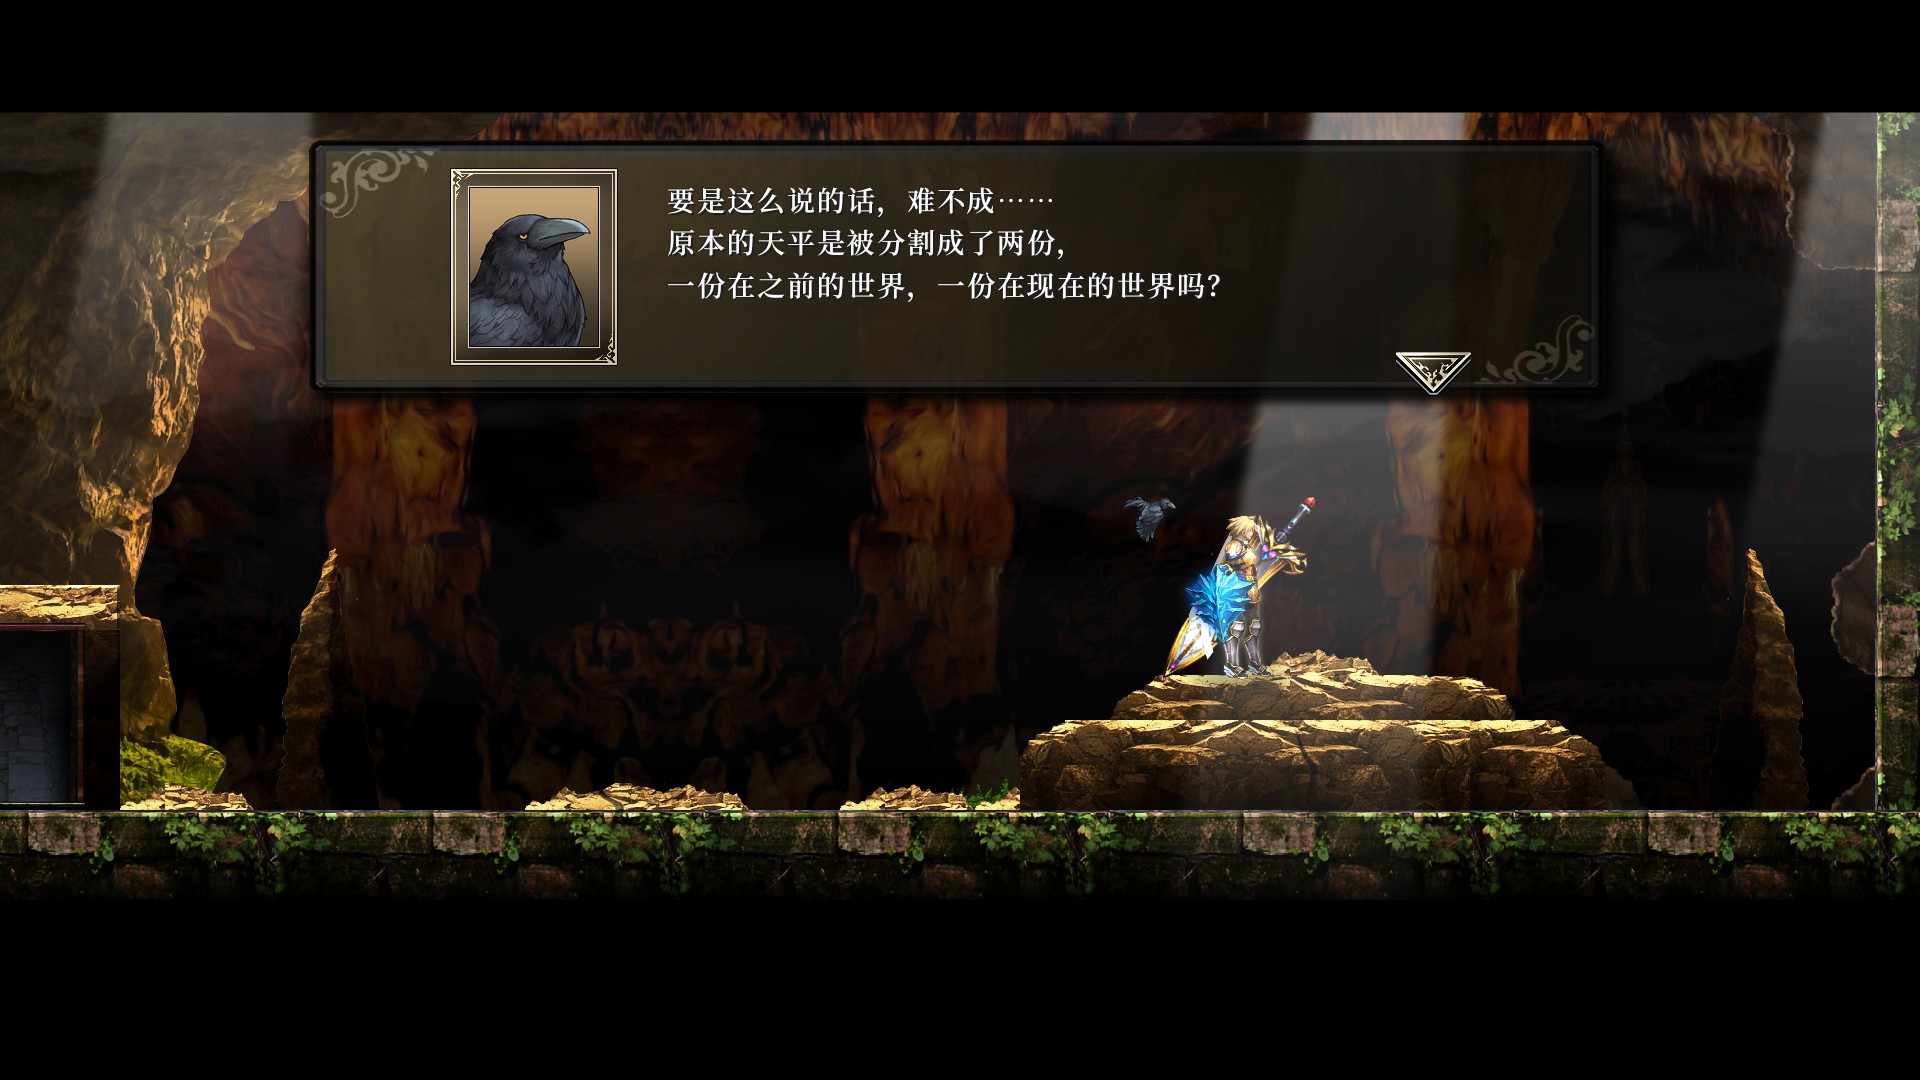 要是这么说的话，难不成……
原本的天平是被分割成了两份，
一份在之前的世界，一份在现在的世界吗？